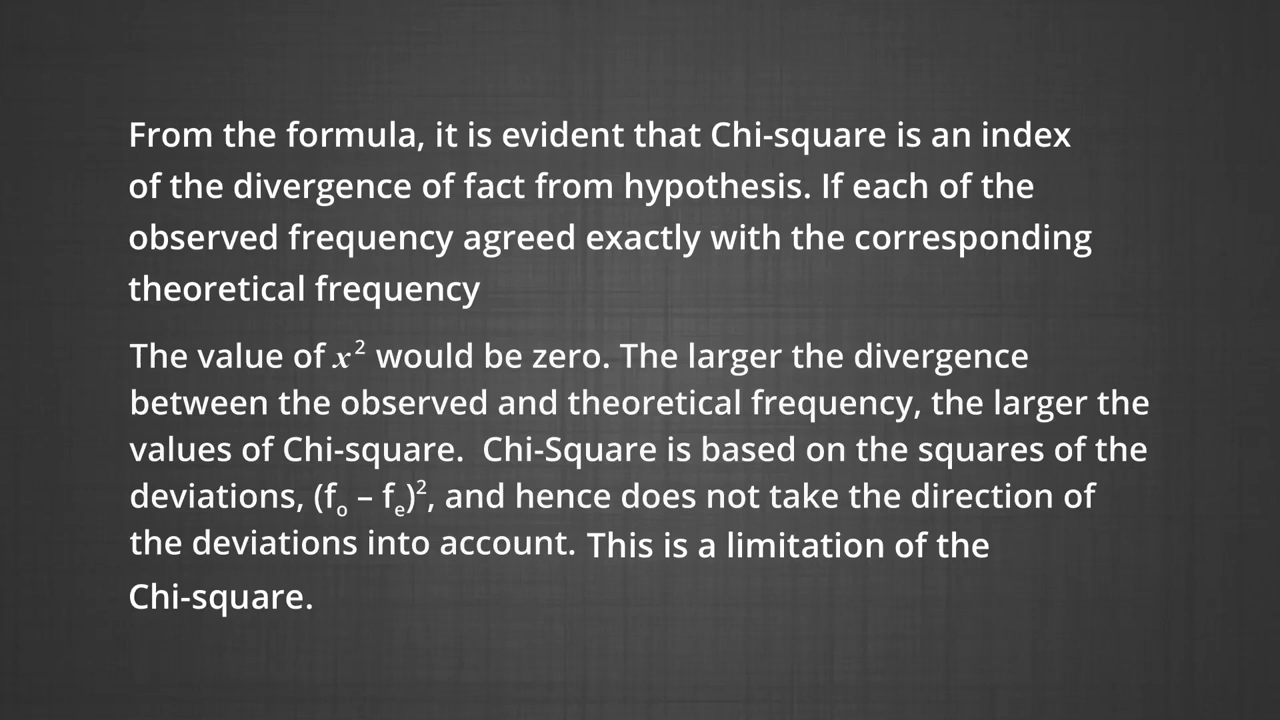 From the formula, it is evident that Chi-square is an index
of the divergence of fact from hypothesis. If each of the
observed frequency agreed exactly with the corresponding
theoretical frequency
The value of x² would be zero. The larger the divergence
between the observed and theoretical frequency, the larger the
values of Chi-square.  Chi-Square is based on the squares of the
deviations, (fₒ – fₑ)², and hence does not take the direction of
the deviations into account. This is a limitation of the
Chi-square.